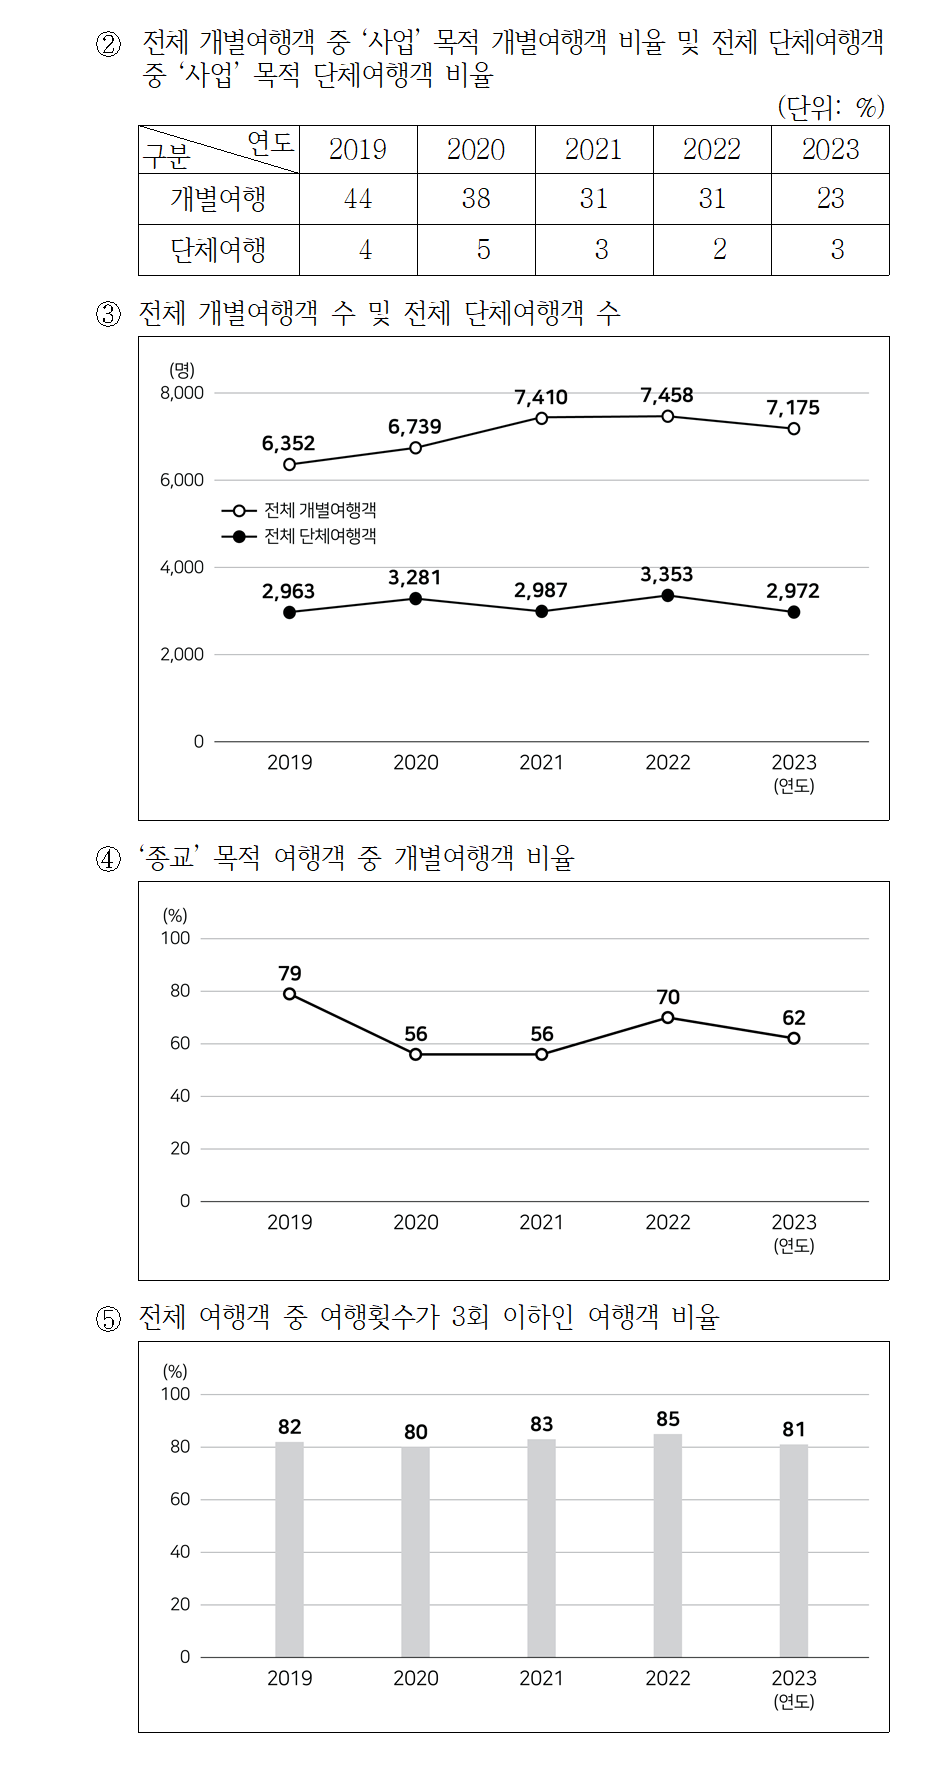 ② 전체 개별여행객 중 ‘사업’ 목적 개별여행객 비율 및 전체 단체여행객
중 ‘사업’ 목적 단체여행객 비율
(단위: %)
구분 연도 2019 2020 2021 2022 2023
개별여행 44 38 31 31 23
단체여행 4 5 3 2 3
③ 전체 개별여행객 수 및 전체 단체여행객 수
(명)
8,000
7,410 7,458 7,175
6,352 6,739
6,000
전체 개별여행객
전체 단체여행객
4,000
2,963 3,281 2,987 3,353 2,972
2,000
0
2019 2020 2021 2022 2023
(연도)
④ ‘종교’ 목적 여행객 중 개별여행객 비율
(%)
100
79
80
70
62
56 56
60
40
20
0
2019 2020 2021 2022 2023
(연도)
⑤ 전체 여행객 중 여행횟수가 3회 이하인 여행객 비율
(%)
100
82 80 83 85 81
80
60
40
20
0
2019 2020 2021 2022 2023
(연도)